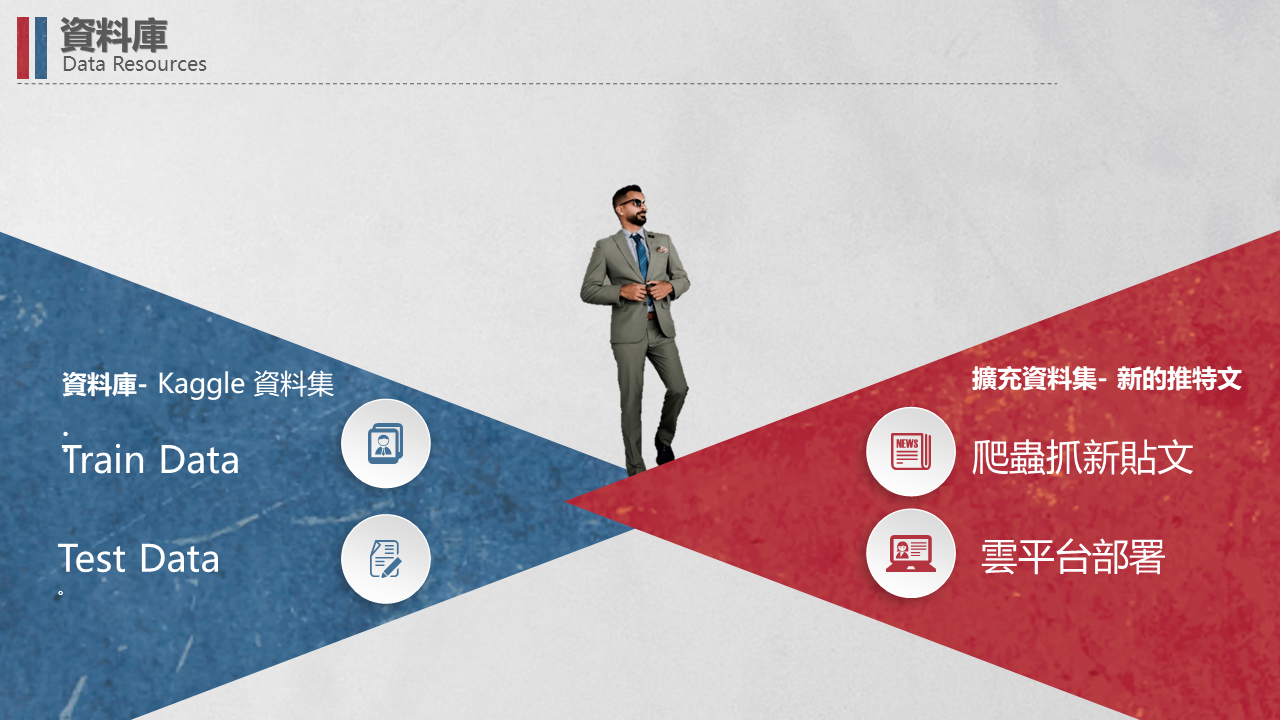 資料庫
Data Resources
資料庫- Kaggle 資料集
.
Train Data
Test Data
。
擴充資料集- 新的推特文
NEWS
爬蟲抓新貼文
雲平台部署